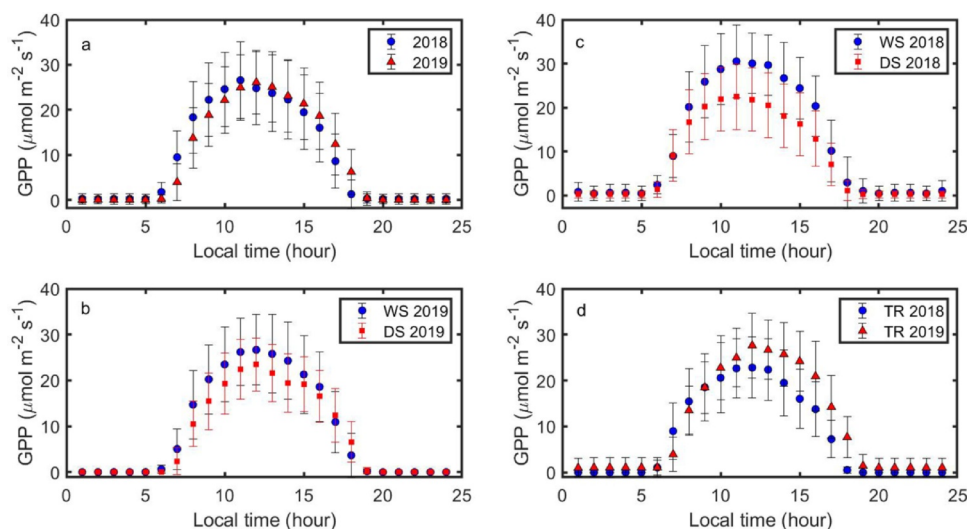 a
2018
2019
GPP (μmol m⁻² s⁻¹)
40
30
20
10
0
0 5 10 15 20 25
Local time (hour)
c
WS 2018
DS 2018
GPP (μmol m⁻² s⁻¹)
40
30
20
10
0
0 5 10 15 20 25
Local time (hour)
b
WS 2019
DS 2019
GPP (μmol m⁻² s⁻¹)
40
30
20
10
0
0 5 10 15 20 25
Local time (hour)
d
TR 2018
TR 2019
GPP (μmol m⁻² s⁻¹)
40
30
20
10
0
0 5 10 15 20 25
Local time (hour)